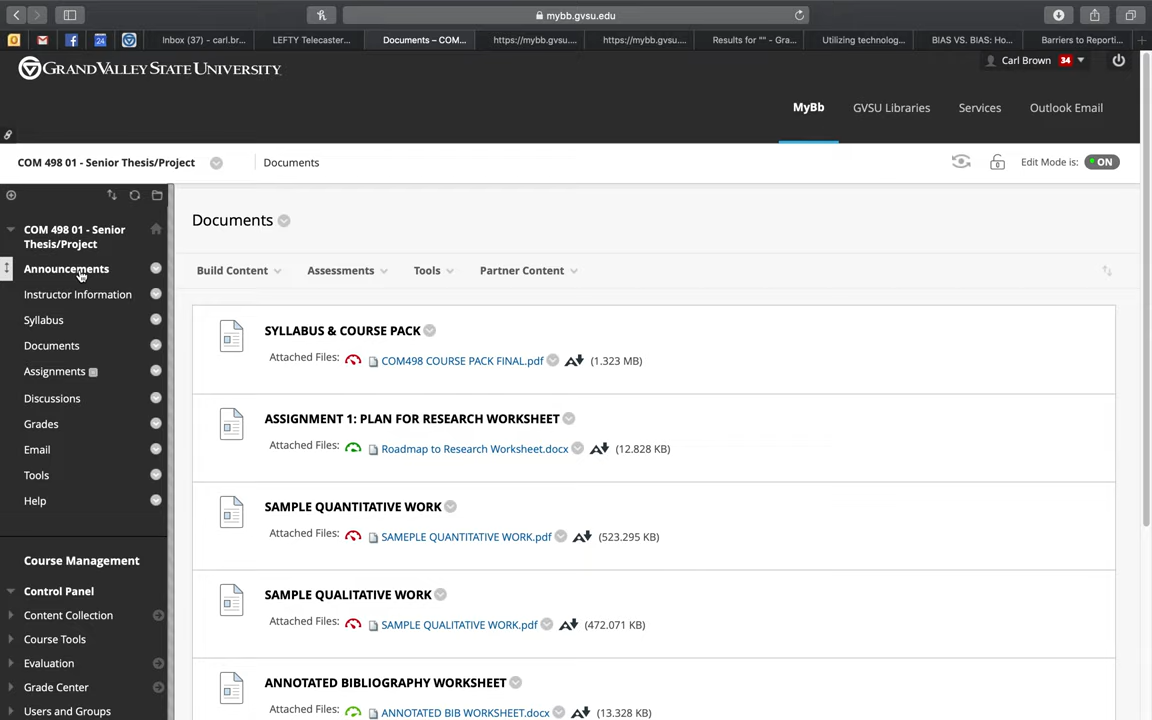 mybb.gvsu.edu
Inbox (37) - carl.br...
LEFTY Telecaster...
Documents – COM...
https://mybb.gvsu....
https://mybb.gvsu....
Results for "" - Gra...
Utilizing technolog...
BIAS VS. BIAS: Ho...
Barriers to Reporti...
GRAND VALLEY STATE UNIVERSITY
Carl Brown 34
MyBb
GVSU Libraries
Services
Outlook Email
COM 498 01 - Senior Thesis/Project
Documents
Edit Mode is: ON
COM 498 01 - Senior
Thesis/Project
Announcements
Instructor Information
Syllabus
Documents
Assignments
Discussions
Grades
Email
Tools
Help
Course Management
Control Panel
Content Collection
Course Tools
Evaluation
Grade Center
Users and Groups
Documents
Build Content
Assessments
Tools
Partner Content
SYLLABUS & COURSE PACK
Attached Files: COM498 COURSE PACK FINAL.pdf (1.323 MB)
ASSIGNMENT 1: PLAN FOR RESEARCH WORKSHEET
Attached Files: Roadmap to Research Worksheet.docx (12.828 KB)
SAMPLE QUANTITATIVE WORK
Attached Files: SAMEPLE QUANTITATIVE WORK.pdf (523.295 KB)
SAMPLE QUALITATIVE WORK
Attached Files: SAMPLE QUALITATIVE WORK.pdf (472.071 KB)
ANNOTATED BIBLIOGRAPHY WORKSHEET
Attached Files: ANNOTATED BIB WORKSHEET.docx (13.328 KB)